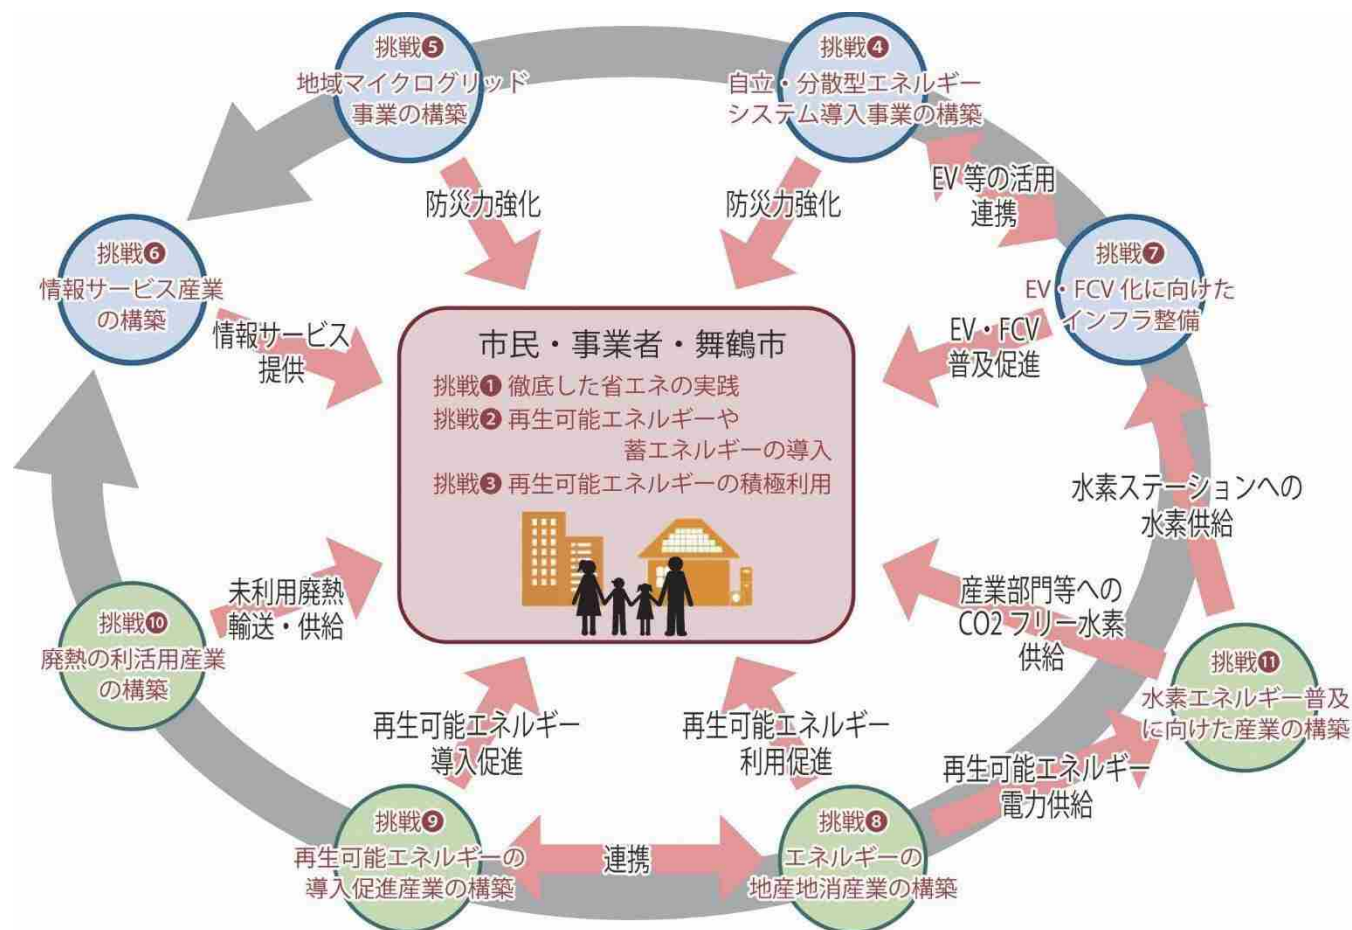 挑戦❺
地域マイクログリッド
事業の構築
挑戦❹
自立・分散型エネルギー
システム導入事業の構築
防災力強化
防災力強化
EV 等の活用
連携
挑戦❻
情報サービス産業
の構築
挑戦❼
EV・FCV 化に向けた
インフラ整備
情報サービス
提供
EV・FCV
普及促進
市民・事業者・舞鶴市
挑戦❶ 徹底した省エネの実践
挑戦❷ 再生可能エネルギーや
蓄エネルギーの導入
挑戦❸ 再生可能エネルギーの積極利用
水素ステーションへの
水素供給
未利用廃熱
輸送・供給
産業部門等への
CO2 フリー水素
供給
挑戦❿
廃熱の利活用産業
の構築
挑戦⓫
水素エネルギー普及
に向けた産業の構築
再生可能エネルギー
導入促進
再生可能エネルギー
利用促進
再生可能エネルギー
電力供給
挑戦❾
再生可能エネルギーの
導入促進産業の構築
連携
挑戦❽
エネルギーの
地産地消産業の構築